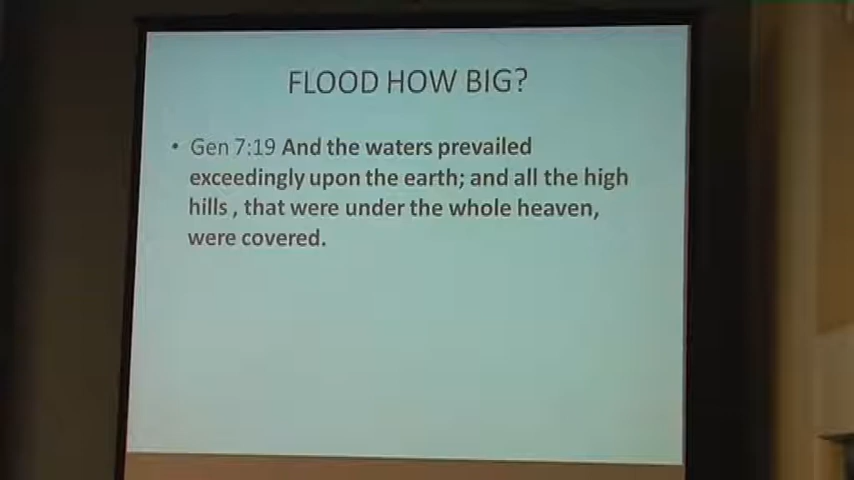 FLOOD HOW BIG?
• Gen 7:19 And the waters prevailed
exceedingly upon the earth; and all the high
hills , that were under the whole heaven,
were covered.